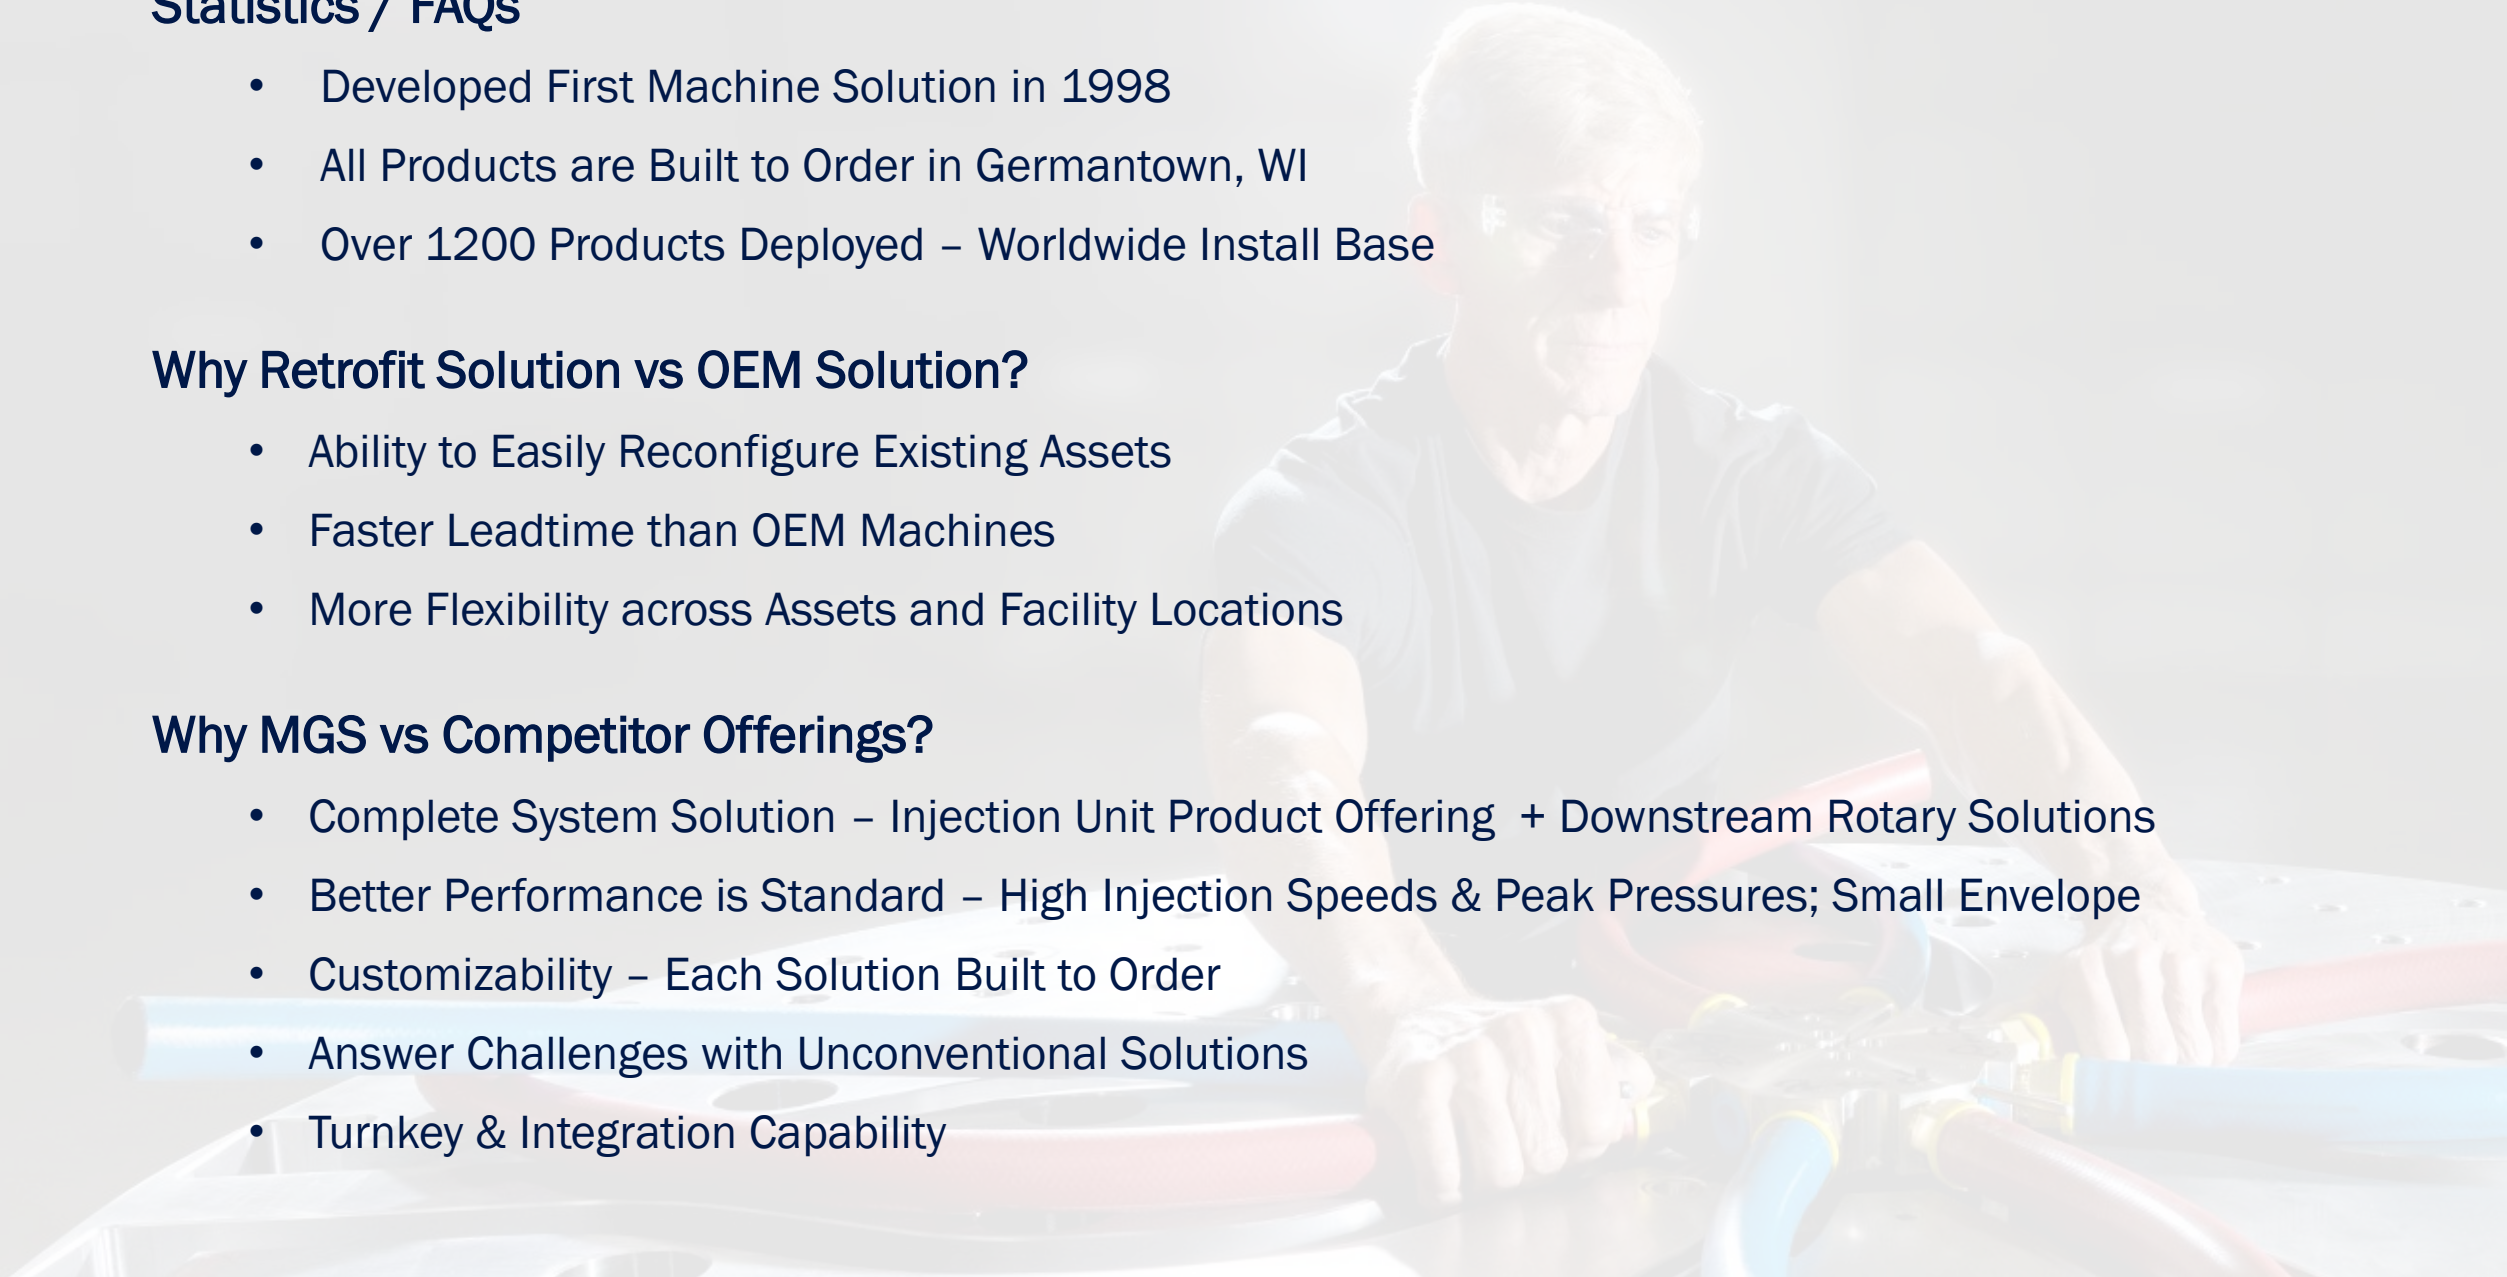 Statistics / FAQs
• Developed First Machine Solution in 1998
• All Products are Built to Order in Germantown, WI
• Over 1200 Products Deployed – Worldwide Install Base
Why Retrofit Solution vs OEM Solution?
• Ability to Easily Reconfigure Existing Assets
• Faster Leadtime than OEM Machines
• More Flexibility across Assets and Facility Locations
Why MGS vs Competitor Offerings?
• Complete System Solution – Injection Unit Product Offering  + Downstream Rotary Solutions
• Better Performance is Standard – High Injection Speeds & Peak Pressures; Small Envelope
• Customizability – Each Solution Built to Order
• Answer Challenges with Unconventional Solutions
• Turnkey & Integration Capability